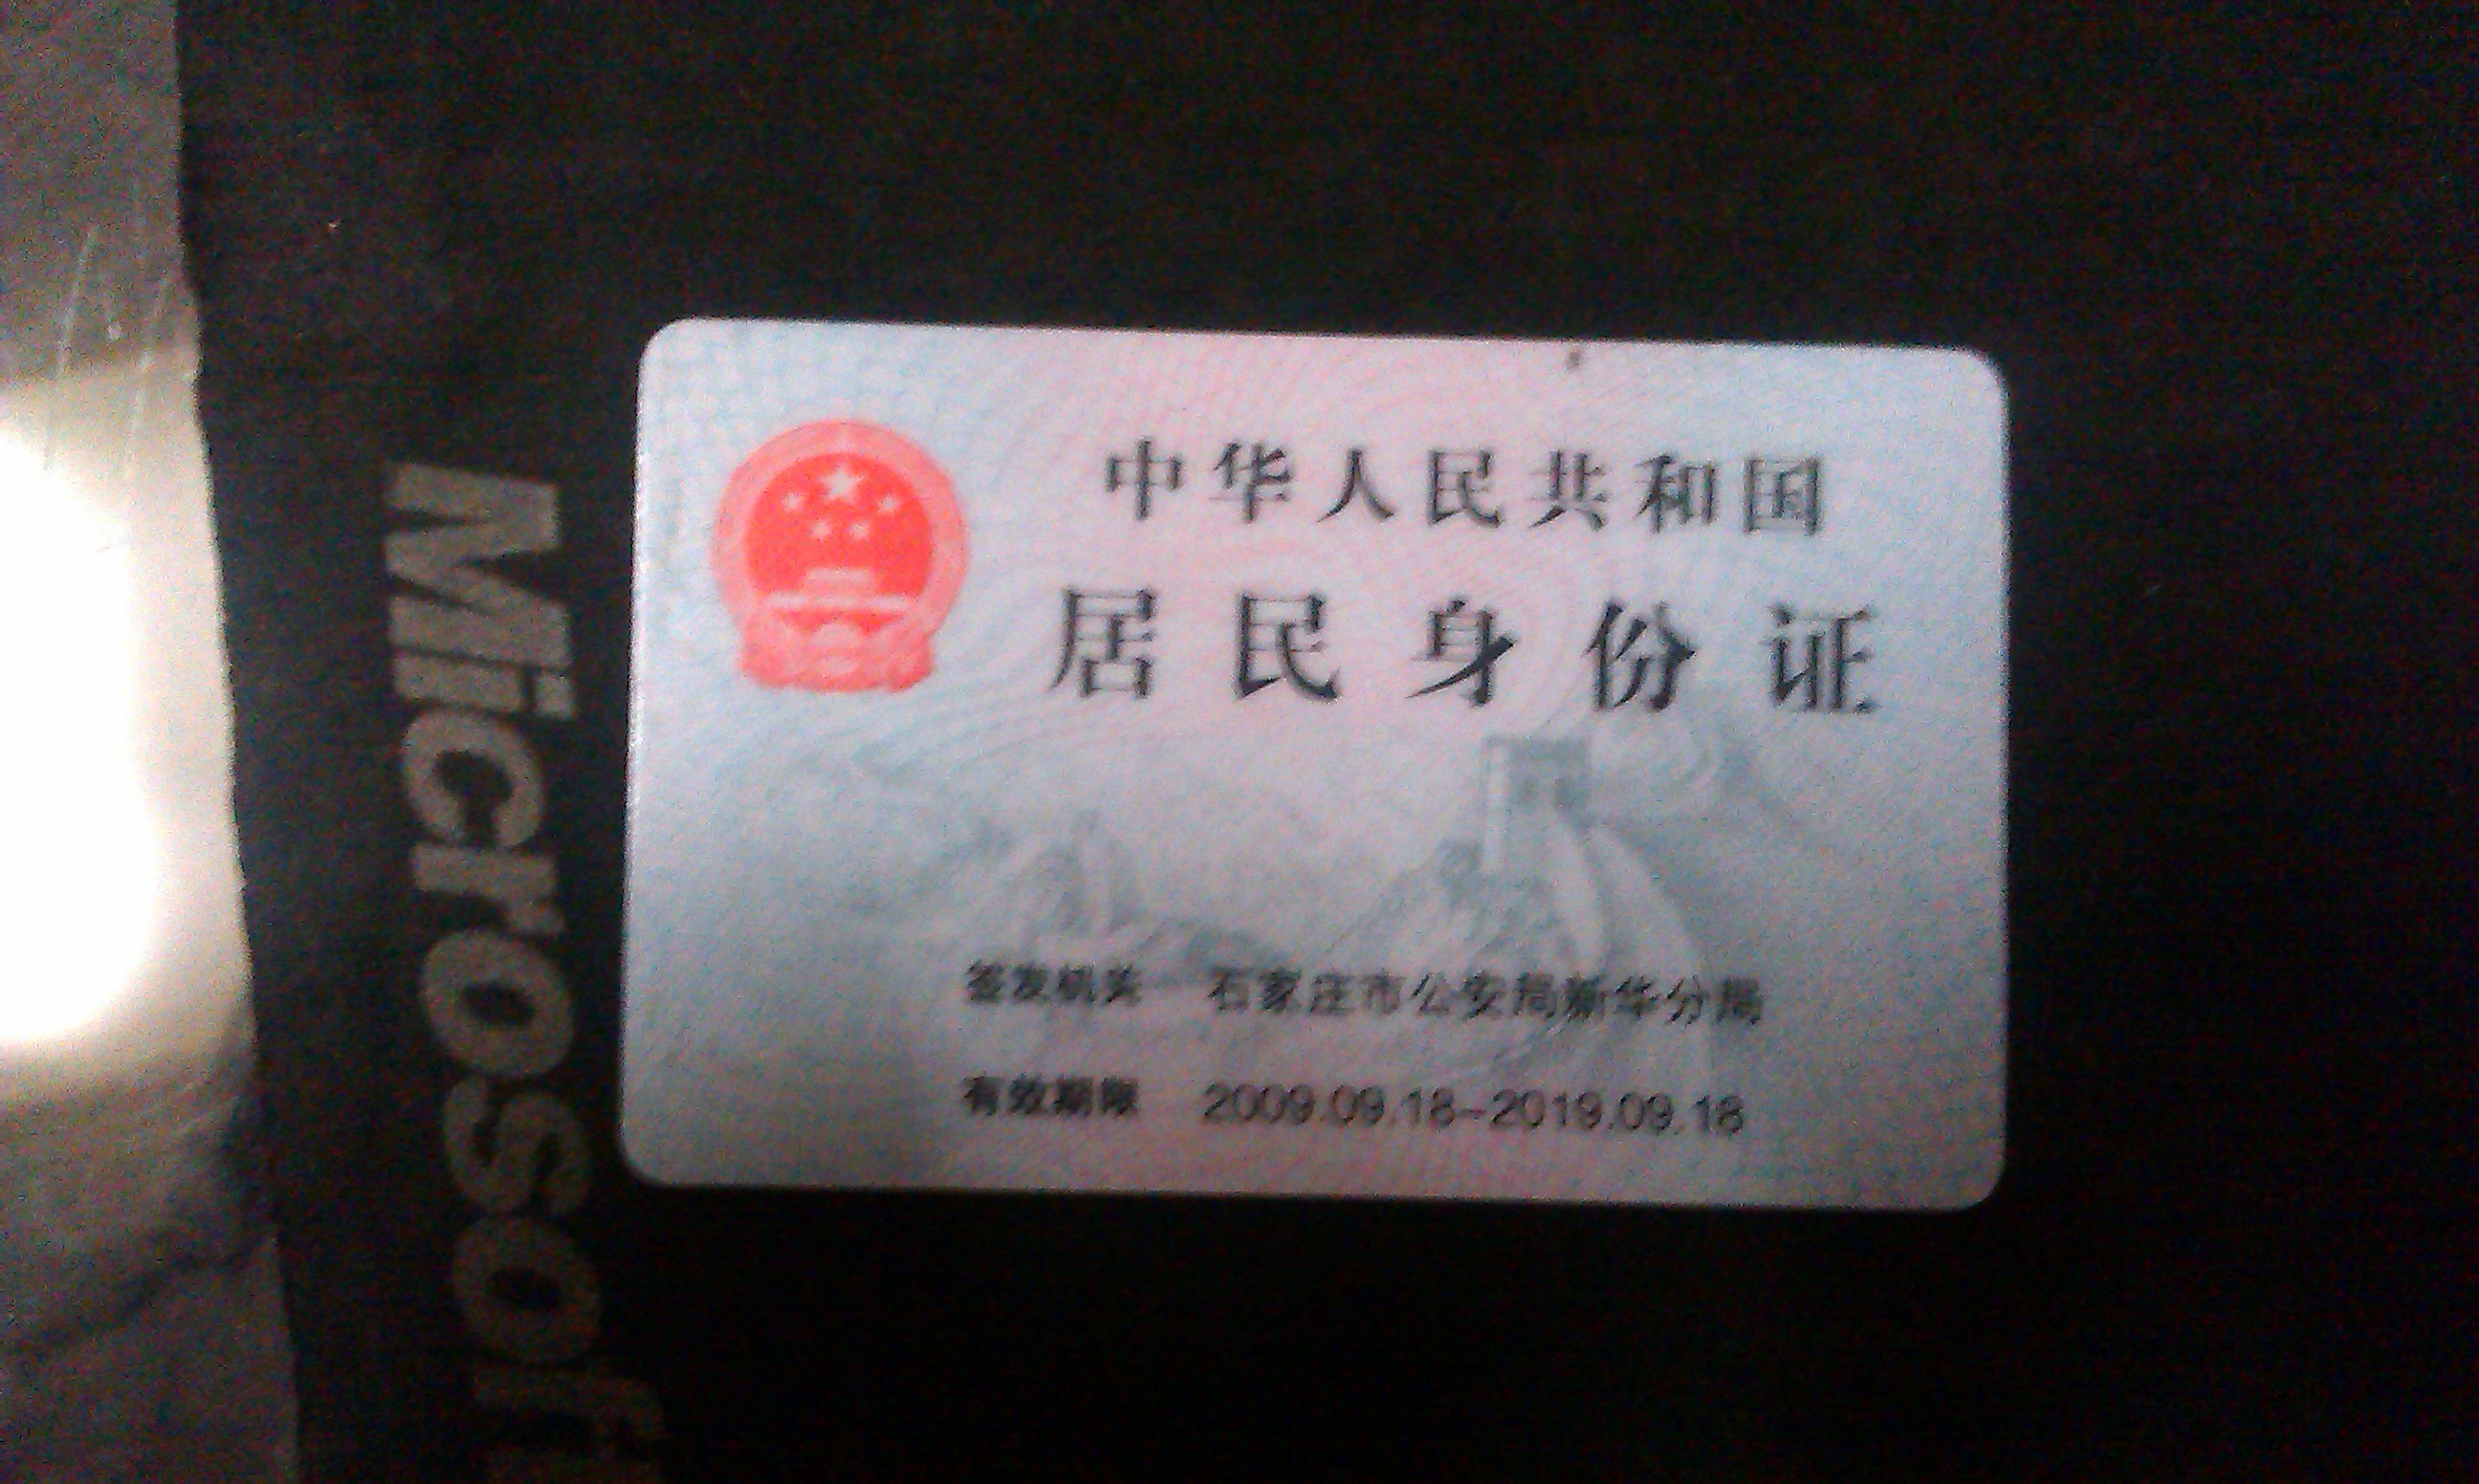 Microsoft
中华人民共和国
居民身份证
签发机关 石家庄市公安局新华分局
有效期限 2009.09.18-2019.09.18